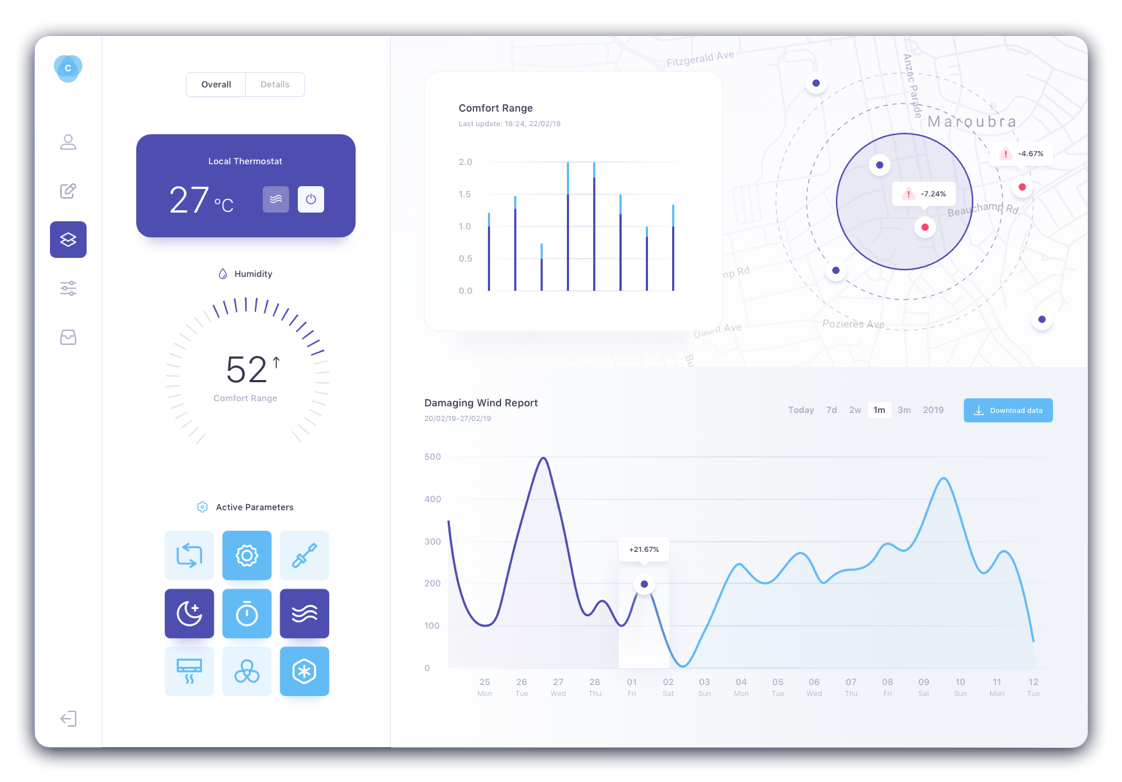 C
Overall
Details
Local Thermostat
27 °C
Humidity
52↑
Comfort Range
Active Parameters
Comfort Range
Last update: 18:24, 22/02/19
2.0
1.5
1.0
0.5
0.0
Fitzgerald Ave
Anzac Parade
Maroubra
! -4.67%
! -7.24%
Beauchamp Rd
mp Rd
Pozieres Ave
Ave
Bu
Damaging Wind Report
20/02/19-27/02/19
Today 7d 2w 1m 3m 2019
Download data
500
400
300
200
100
0
+21.67%
25 26 27 28 01 02 03 04 05 06 07 08 09 10 11 12
Mon Tue Wed Thu Fri Sat Sun Mon Tue Wed Thu Fri Sat Sun Mon Tue